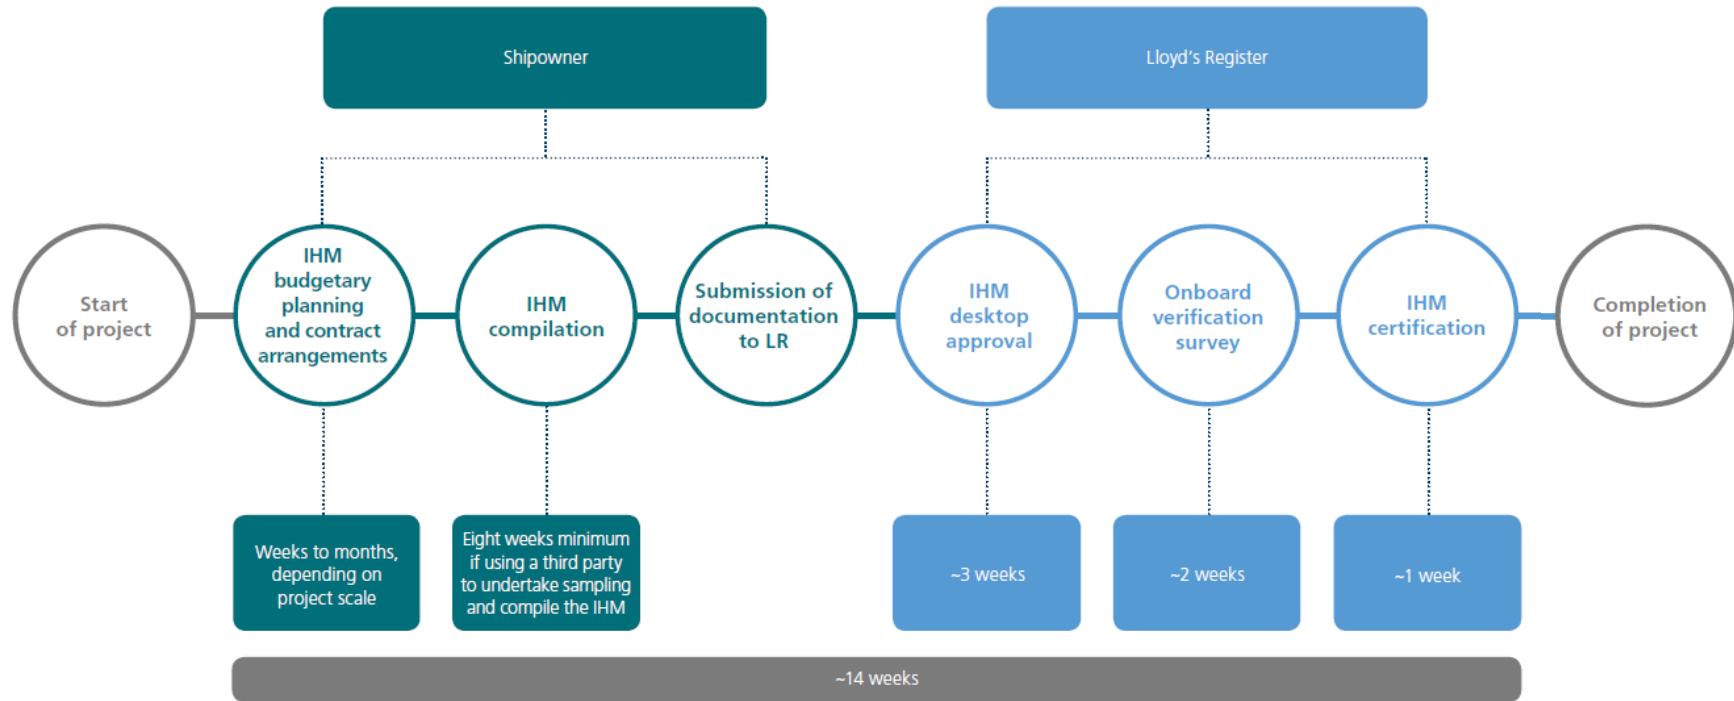 Shipowner
Lloyd's Register
Start
of project
IHM
budgetary
planning
and contract
arrangements
IHM
compilation
Submission of
documentation
to LR
IHM
desktop
approval
Onboard
verification
survey
IHM
certification
Completion
of project
Weeks to months,
depending on
project scale
Eight weeks minimum
if using a third party
to undertake sampling
and compile the IHM
~3 weeks
~2 weeks
~1 week
~14 weeks